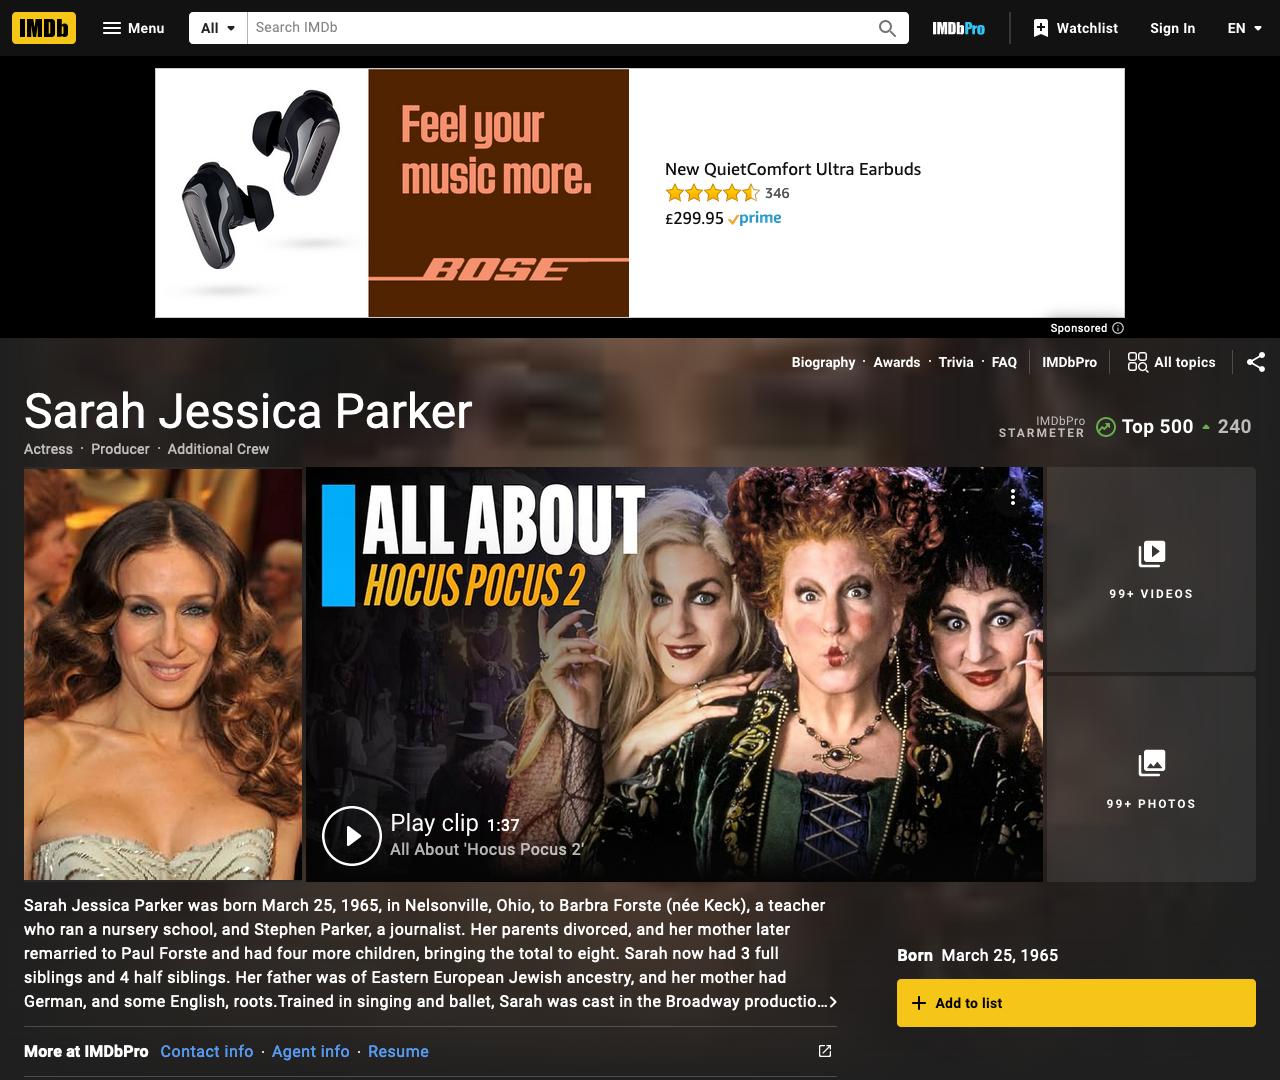 IMDb
Menu
All
Search IMDb
IMDbPro
Watchlist
Sign In
EN
BOSE
BOSE
Feel your
music more.
BOSE
New QuietComfort Ultra Earbuds
346
£299.95 prime
Sponsored
Biography · Awards · Trivia · FAQ
IMDbPro
All topics
Sarah Jessica Parker
Actress · Producer · Additional Crew
IMDbPro
STARMETER
Top 500
240
ALL ABOUT
HOCUS POCUS 2
Play clip 1:37
All About 'Hocus Pocus 2'
99+ VIDEOS
99+ PHOTOS
Sarah Jessica Parker was born March 25, 1965, in Nelsonville, Ohio, to Barbra Forste (née Keck), a teacher
who ran a nursery school, and Stephen Parker, a journalist. Her parents divorced, and her mother later
remarried to Paul Forste and had four more children, bringing the total to eight. Sarah now had 3 full
siblings and 4 half siblings. Her father was of Eastern European Jewish ancestry, and her mother had
German, and some English, roots.Trained in singing and ballet, Sarah was cast in the Broadway productio...
Born March 25, 1965
Add to list
More at IMDbPro Contact info · Agent info · Resume